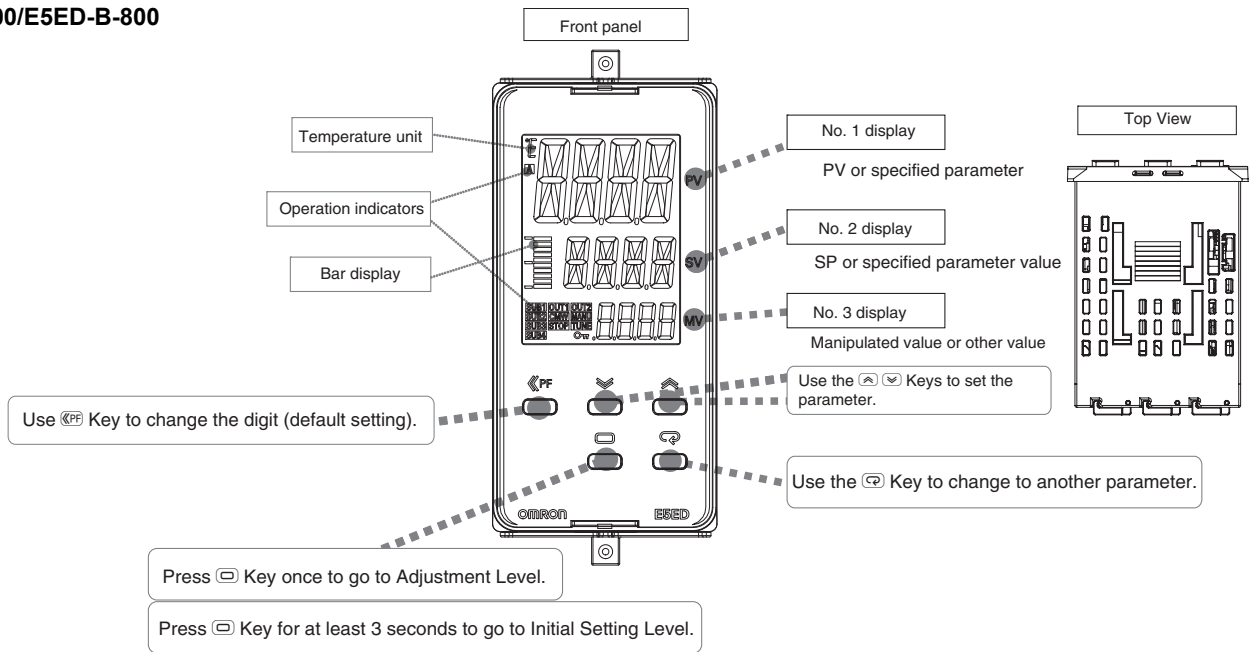 00/E5ED-B-800
Front panel
Temperature unit
Operation indicators
Bar display
No. 1 display
PV or specified parameter
No. 2 display
SP or specified parameter value
No. 3 display
Manipulated value or other value
Top View
°C
A
PV
SV
MV
SUB1 OUT1 OUT2
SUB2 CMW MANU
SUB3 STOP TUNE
SUB4
PF
Use PF Key to change the digit (default setting).
Use the Keys to set the
parameter.
Use the Key to change to another parameter.
OMRON
E5ED
Press Key once to go to Adjustment Level.
Press Key for at least 3 seconds to go to Initial Setting Level.